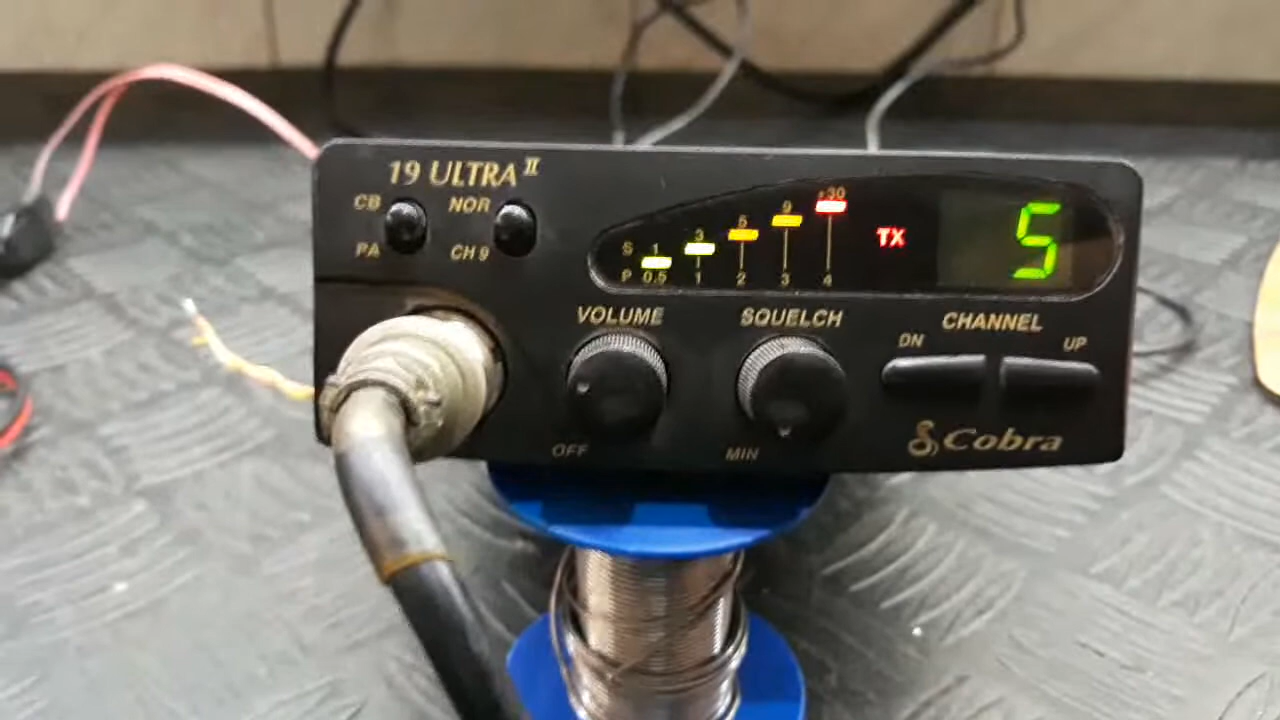 19 ULTRA II
CB NOR
PA CH 9
S 1 3 5 9 +30
P 0.5 1 2 3 4
TX
5
VOLUME SQUELCH CHANNEL
DN UP
OFF MIN
Cobra